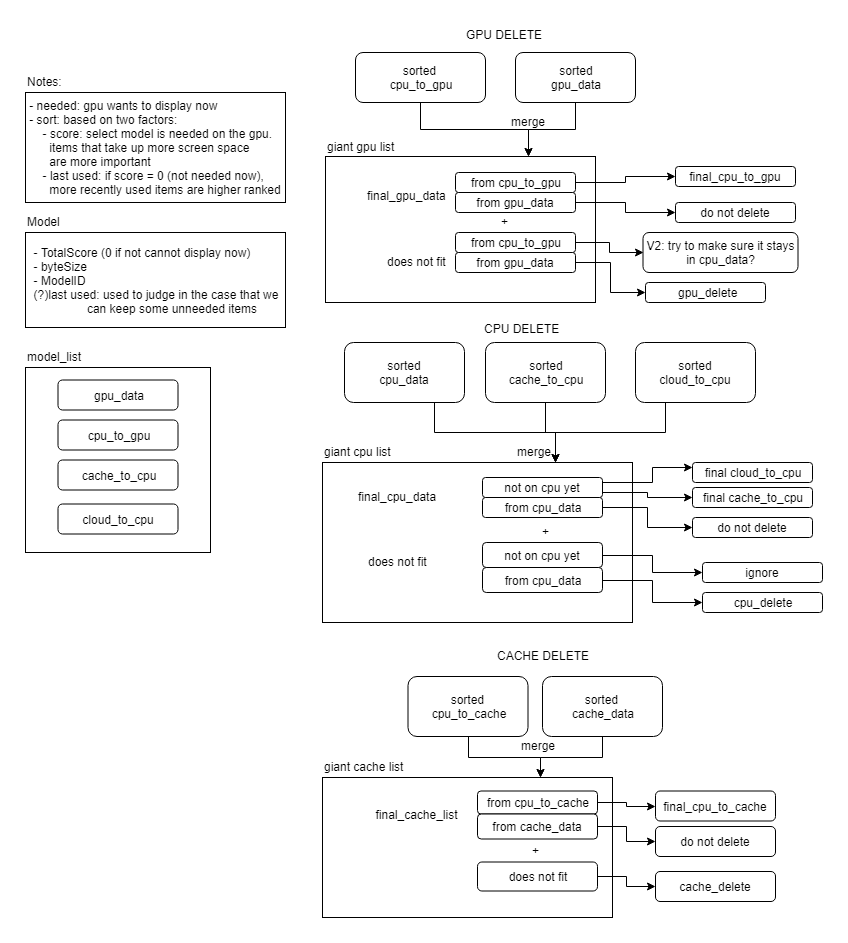 Notes:
- needed: gpu wants to display now
- sort: based on two factors:
- score: select model is needed on the gpu.
items that take up more screen space
are more important
- last used: if score = 0 (not needed now),
more recently used items are higher ranked
Model
- TotalScore (0 if not cannot display now)
- byteSize
- ModelID
(?)last used: used to judge in the case that we
can keep some unneeded items
model_list
gpu_data
cpu_to_gpu
cache_to_cpu
cloud_to_cpu
GPU DELETE
sorted
cpu_to_gpu
sorted
gpu_data
merge
giant gpu list
final_gpu_data
from cpu_to_gpu
from gpu_data
+
does not fit
from cpu_to_gpu
from gpu_data
final_cpu_to_gpu
do not delete
V2: try to make sure it stays
in cpu_data?
gpu_delete
CPU DELETE
sorted
cpu_data
sorted
cache_to_cpu
sorted
cloud_to_cpu
merge
giant cpu list
final_cpu_data
not on cpu yet
from cpu_data
+
does not fit
not on cpu yet
from cpu_data
final cloud_to_cpu
final cache_to_cpu
do not delete
ignore
cpu_delete
CACHE DELETE
sorted
cpu_to_cache
sorted
cache_data
merge
giant cache list
final_cache_list
from cpu_to_cache
from cache_data
+
does not fit
final_cpu_to_cache
do not delete
cache_delete